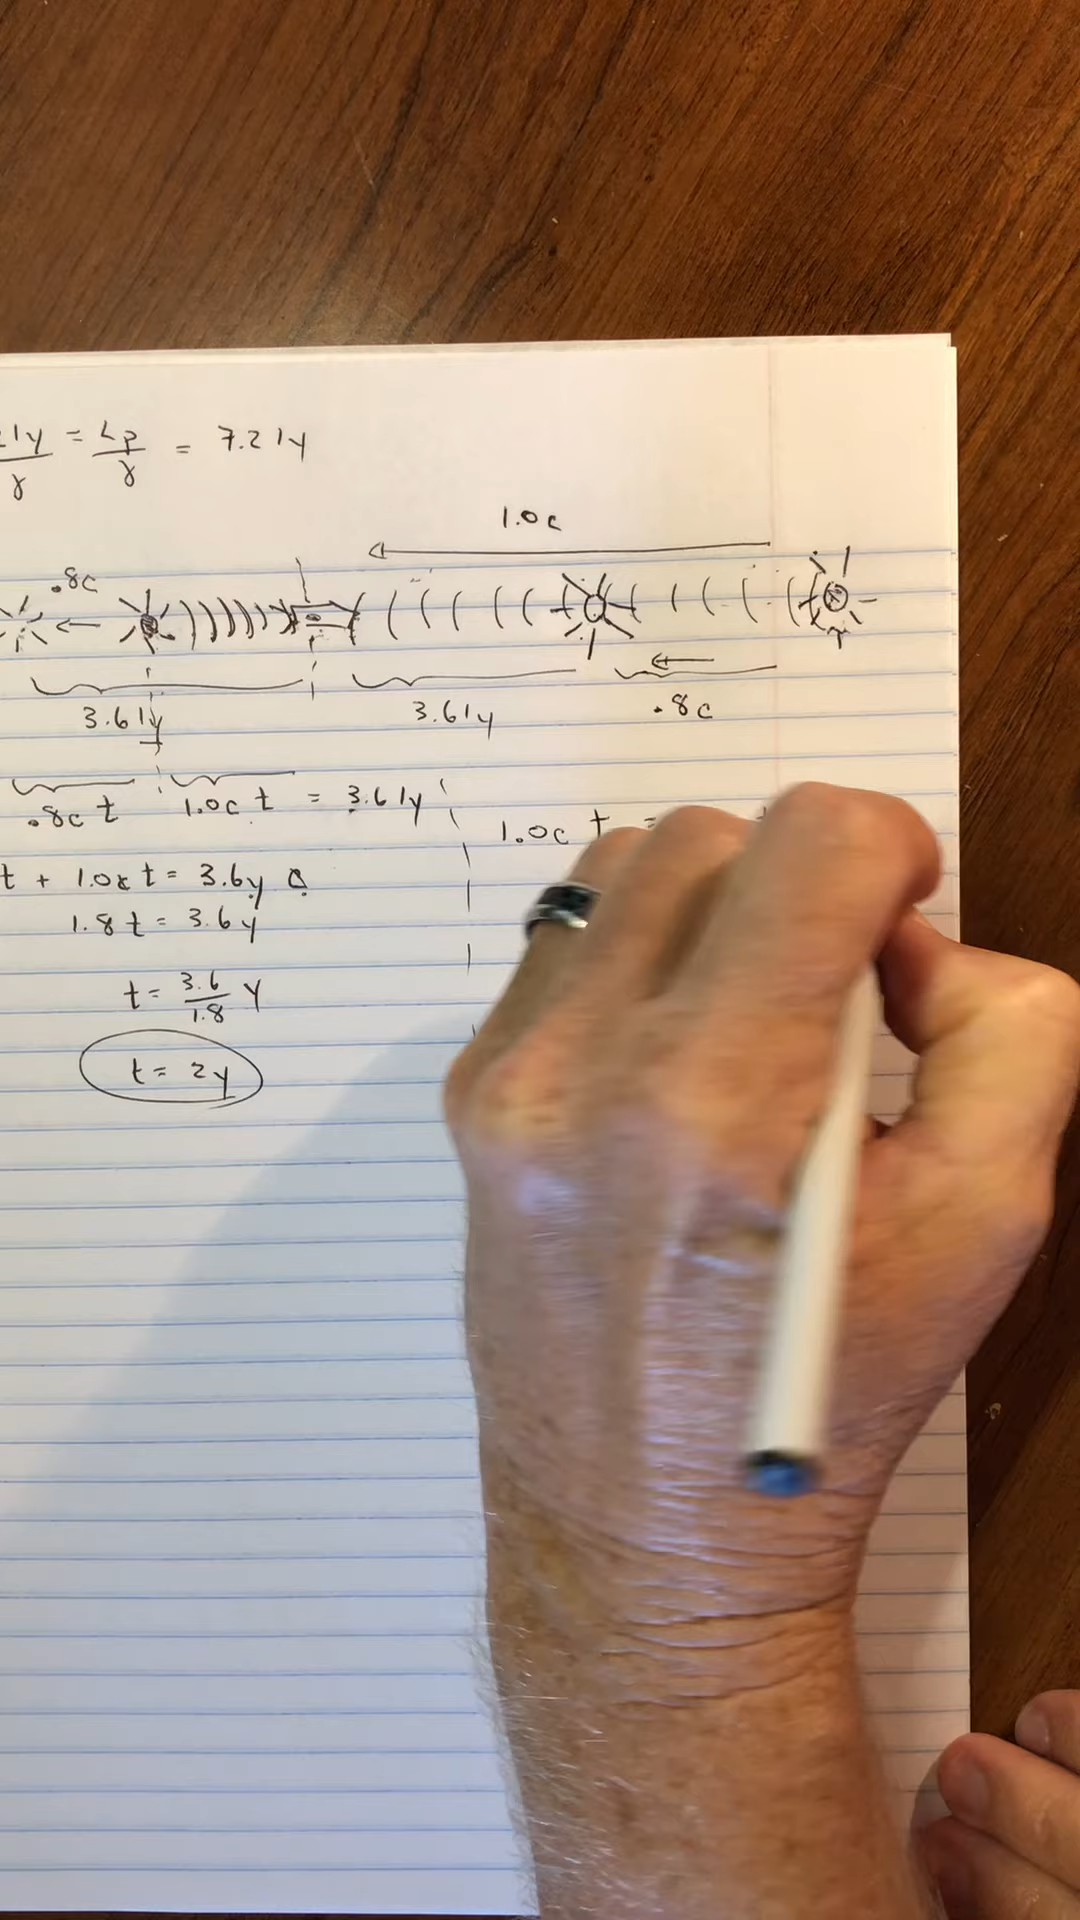 1y/γ = Lp/γ = 7.2 ly
1.0c
.8c
3.6 ly 3.6 ly .8c
.8c t 1.0c t = 3.6 ly
1.0c t =
t + 1.0c t = 3.6y c
1.8 t = 3.6 y
t = 3.6/1.8 y
t = 2y